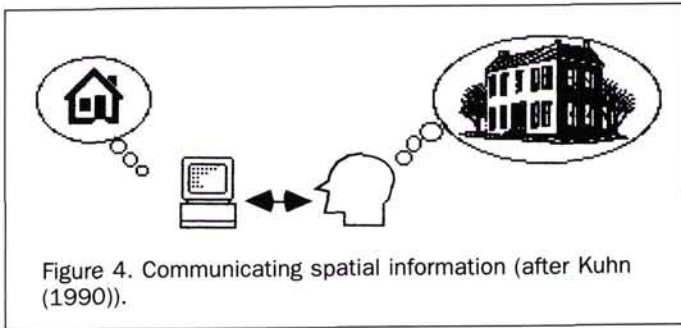 Figure 4. Communicating spatial information (after Kuhn
(1990)).